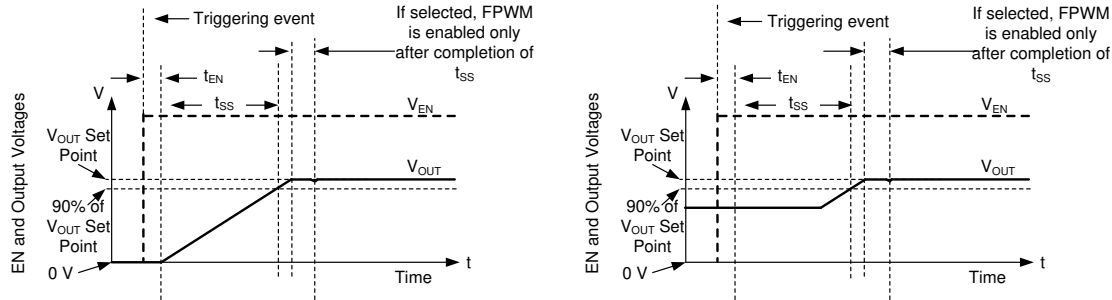 Triggering event
If selected, FPWM
is enabled only
after completion of
tSS
tEN
V
tSS
VEN
VOUT Set
Point
VOUT
90% of
VOUT Set
Point
0 V
t
Time
EN and Output Voltages
Triggering event
If selected, FPWM
is enabled only
after completion of
tSS
tEN
V
tSS
VEN
VOUT Set
Point
VOUT
90% of
VOUT Set
Point
0 V
t
Time
EN and Output Voltages